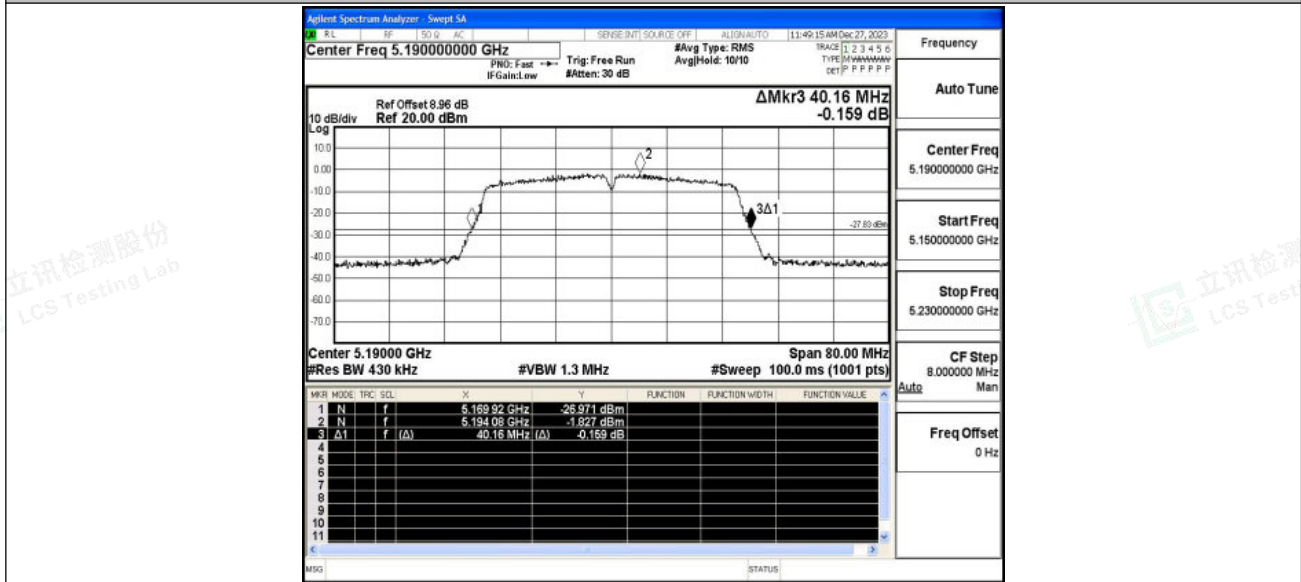 Agilent Spectrum Analyzer - Swept SA
RL RF 50 Ω AC SENSE:INT SOURCE OFF ALIGN AUTO 11:49:15 AM Dec 27, 2023
Center Freq 5.190000000 GHz
PNO: Fast
IFGain:Low
Trig: Free Run
#Atten: 30 dB
#Avg Type: RMS
Avg|Hold: 10/10
TRACE 1 2 3 4 5 6
TYPE M
DET P P P P P P
Frequency
Auto Tune
ΔMkr3 40.16 MHz
-0.159 dB
Ref Offset 8.96 dB
10 dB/div Ref 20.00 dBm
Log
10.0
0.00
-10.0
-20.0
-30.0
-40.0
-50.0
-60.0
-70.0
1
2
3Δ1
-27.83 dBm
Center 5.19000 GHz Span 80.00 MHz
#Res BW 430 kHz #VBW 1.3 MHz #Sweep 100.0 ms (1001 pts)
Center Freq
5.190000000 GHz
Start Freq
5.150000000 GHz
Stop Freq
5.230000000 GHz
CF Step
8.000000 MHz
Auto Man
Freq Offset
0 Hz
MKR MODE TRC SCL X Y FUNCTION FUNCTION WIDTH FUNCTION VALUE
1 N f 5.169 92 GHz -26.971 dBm
2 N f 5.194 08 GHz -1.827 dBm
3 Δ1 f (Δ) 40.16 MHz (Δ) -0.159 dB
4
5
6
7
8
9
10
11
MSG STATUS
立讯检测股份
LCS Testing Lab
立讯检测
LCS Testi